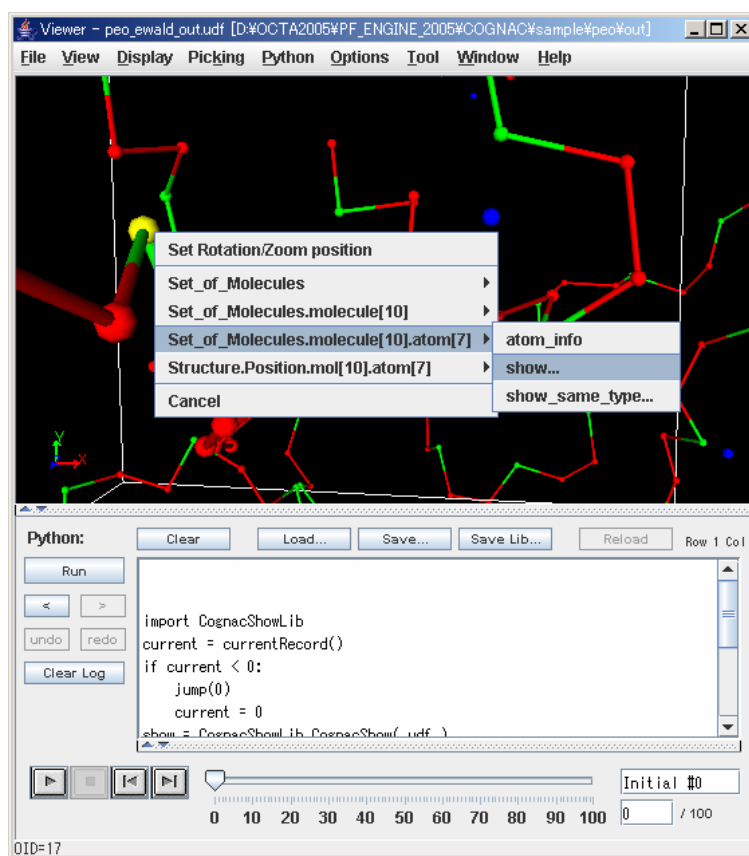 Viewer - peo_ewald_out.udf [D:¥OCTA2005¥PF_ENGINE_2005¥COGNAC¥sample¥peo¥out]
File View Display Picking Python Options Tool Window Help
Set Rotation/Zoom position
Set_of_Molecules
Set_of_Molecules.molecule[10]
Set_of_Molecules.molecule[10].atom[7]
Structure.Position.mol[10].atom[7]
Cancel
atom_info
show...
show_same_type...
Y
X
Python:
Clear Load... Save... Save Lib... Reload Row 1 Col
Run
< >
undo redo
Clear Log
import CognacShowLib
current = currentRecord()
if current < 0:
jump(0)
current = 0
show = CognacShowLib.CognacShow(_udf_)
Initial #0
0 / 100
0 10 20 30 40 50 60 70 80 90 100
OID=17